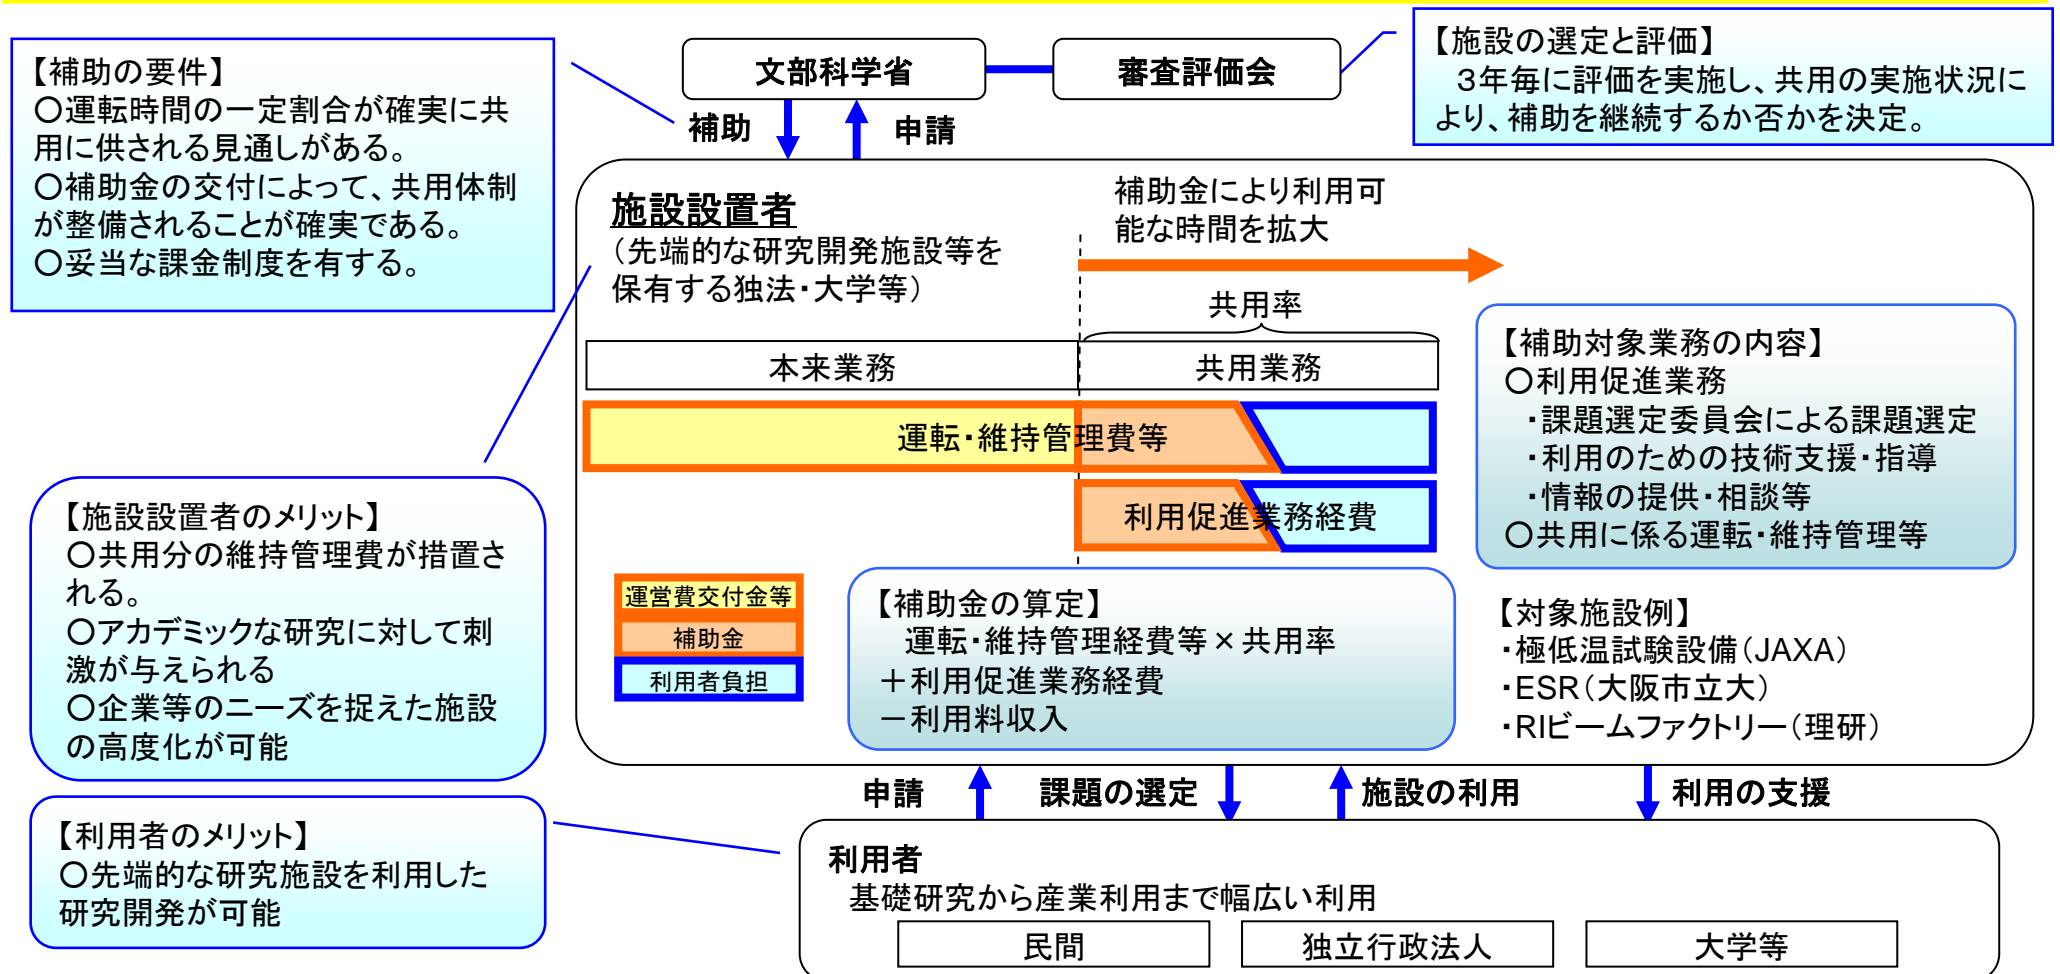 【補助の要件】
○運転時間の一定割合が確実に共
用に供される見通しがある。
○補助金の交付によって、共用体制
が整備されることが確実である。
○妥当な課金制度を有する。
文部科学省
審査評価会
【施設の選定と評価】
３年毎に評価を実施し、共用の実施状況に
より、補助を継続するか否かを決定。
補助
申請
施設設置者
（先端的な研究開発施設等を
保有する独法・大学等）
補助金により利用可
能な時間を拡大
共用率
本来業務
共用業務
運転・維持管理費等
利用促進業務経費
【補助対象業務の内容】
○利用促進業務
・課題選定委員会による課題選定
・利用のための技術支援・指導
・情報の提供・相談等
○共用に係る運転・維持管理等
【施設設置者のメリット】
○共用分の維持管理費が措置さ
れる。
○アカデミックな研究に対して刺
激が与えられる
○企業等のニーズを捉えた施設
の高度化が可能
運営費交付金等
補助金
利用者負担
【補助金の算定】
運転・維持管理経費等×共用率
＋利用促進業務経費
－利用料収入
【対象施設例】
・極低温試験設備（JAXA）
・ESR（大阪市立大）
・RIビームファクトリー（理研）
申請
課題の選定
施設の利用
利用の支援
【利用者のメリット】
○先端的な研究施設を利用した
研究開発が可能
利用者
基礎研究から産業利用まで幅広い利用
民間
独立行政法人
大学等